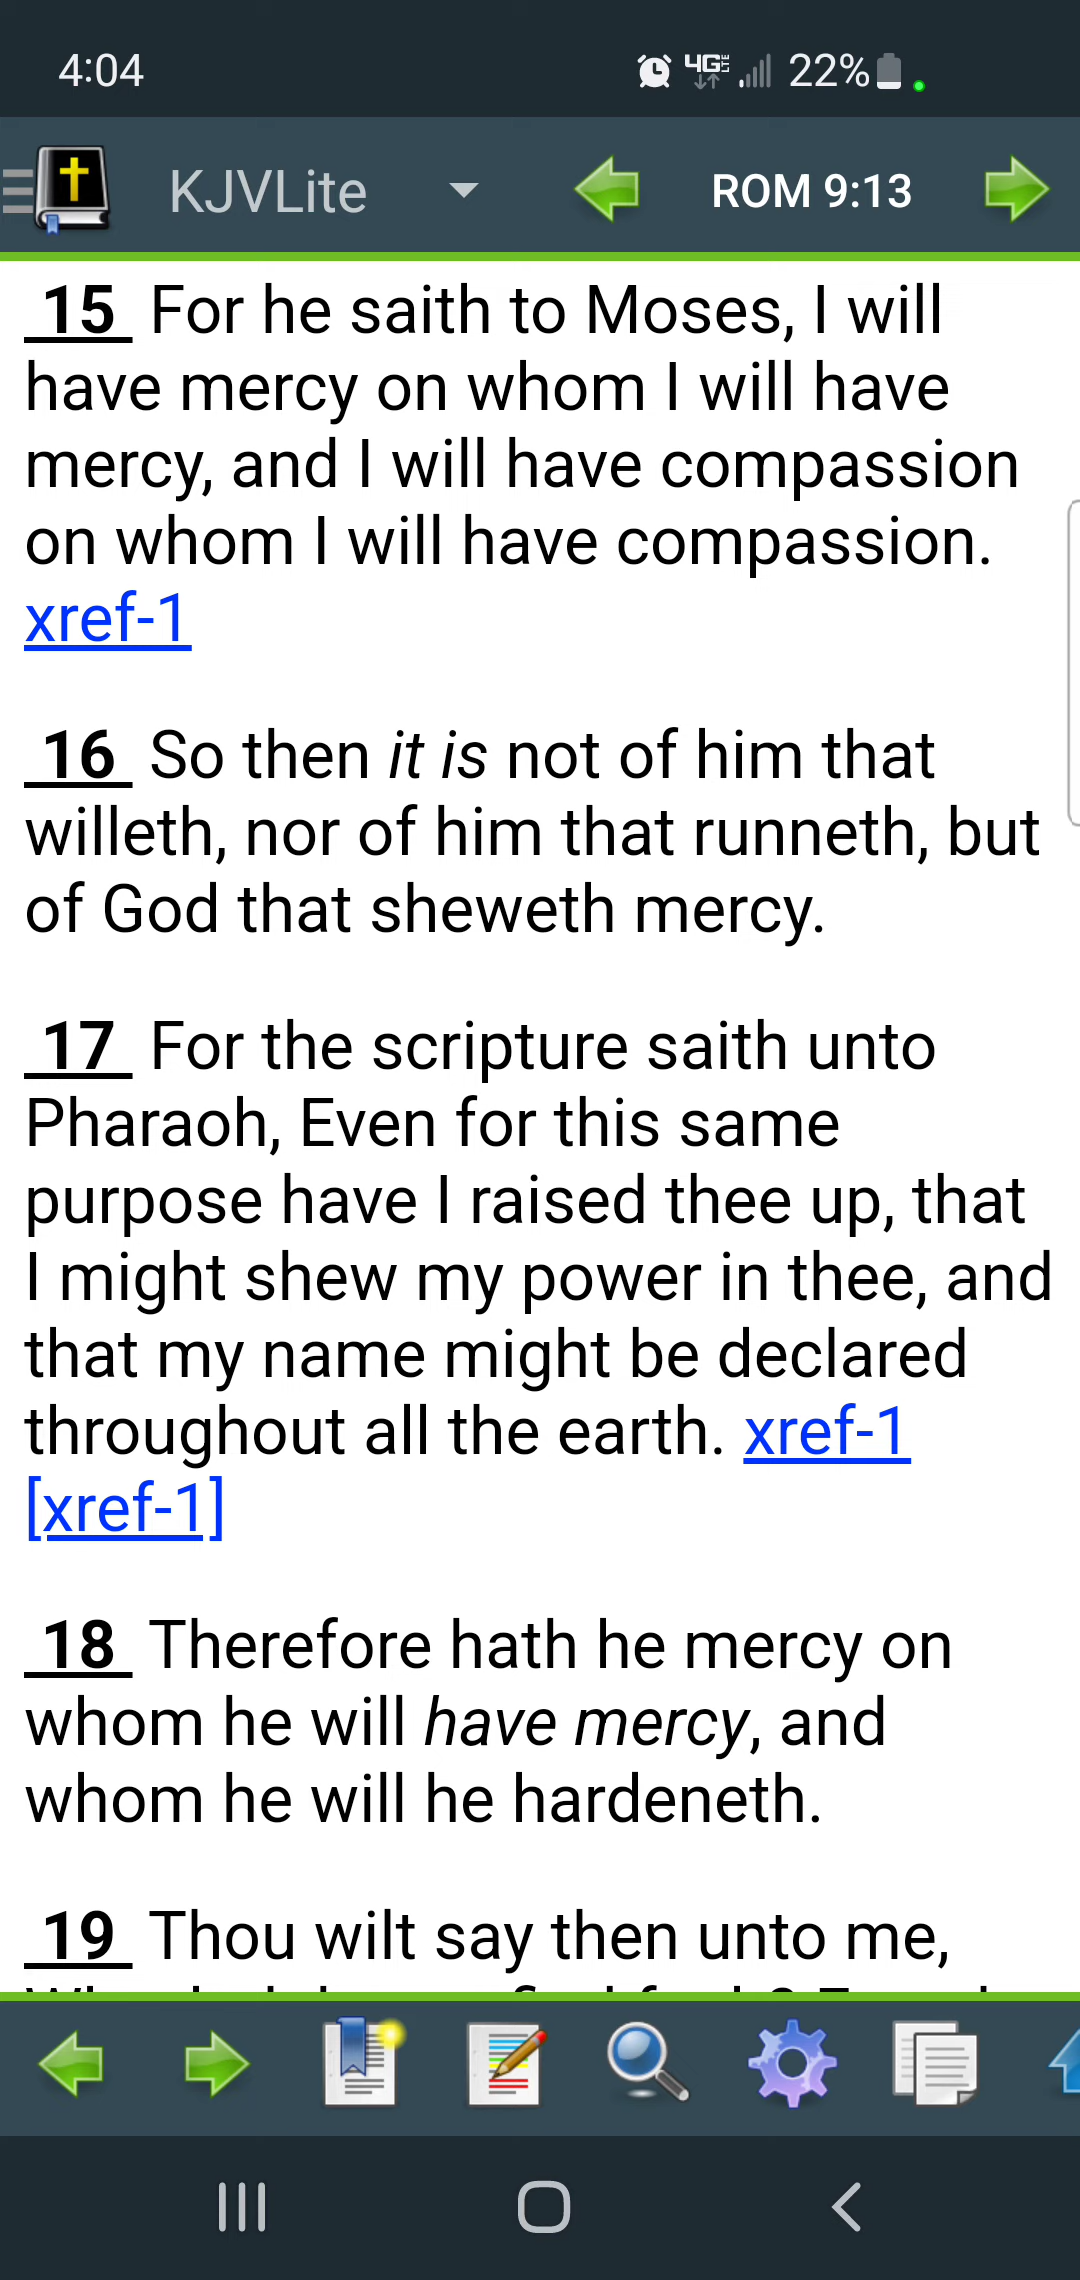 4:04 4G LTE 22%
KJVLite ROM 9:13
15 For he saith to Moses, I will
have mercy on whom I will have
mercy, and I will have compassion
on whom I will have compassion.
xref-1
16 So then it is not of him that
willeth, nor of him that runneth, but
of God that sheweth mercy.
17 For the scripture saith unto
Pharaoh, Even for this same
purpose have I raised thee up, that
I might shew my power in thee, and
that my name might be declared
throughout all the earth. xref-1
[xref-1]
18 Therefore hath he mercy on
whom he will have mercy, and
whom he will he hardeneth.
19 Thou wilt say then unto me,